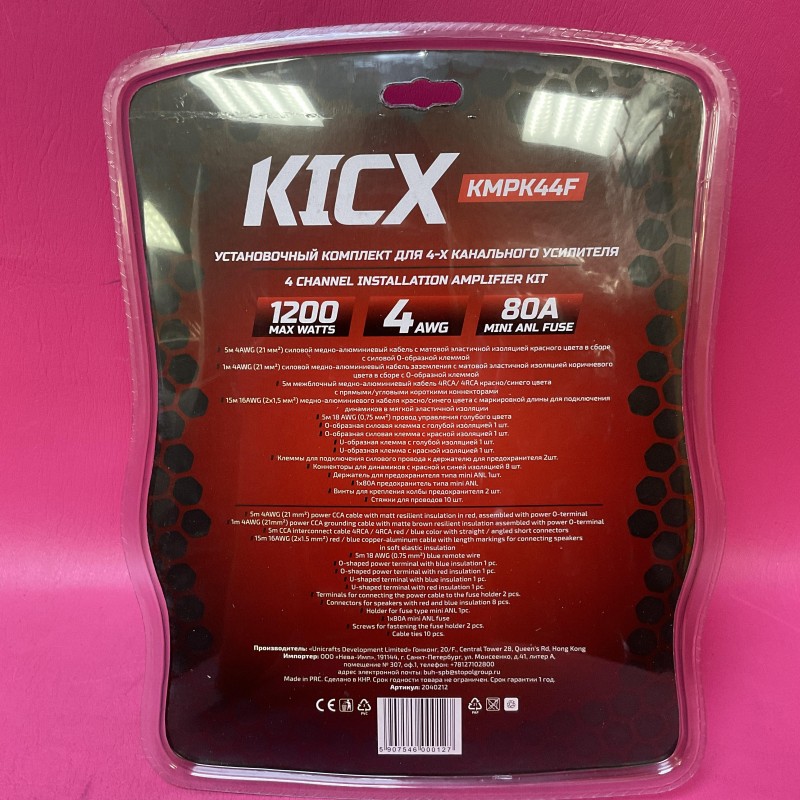 KICX KMPK44F
УСТАНОВОЧНЫЙ КОМПЛЕКТ ДЛЯ 4-Х КАНАЛЬНОГО УСИЛИТЕЛЯ
4 CHANNEL INSTALLATION AMPLIFIER KIT
1200 4 AWG 80A
MAX WATTS MINI ANL FUSE
5м 4AWG (21 мм²) силовой медно-алюминиевый кабель с матовой эластичной изоляцией красного цвета в сборе
с силовой О-образной клеммой
1м 4AWG (21 мм²) силовой медно-алюминиевый кабель заземления с матовой эластичной изоляцией коричневого
цвета в сборе с О-образной клеммой
5м межблочный медно-алюминиевый кабель 4RCA/ 4RCA красно/синего цвета
с прямыми/угловыми короткими коннекторами
15м 16AWG (2x1,5 мм²) медно-алюминиевого кабеля красно/синего цвета с маркировкой длины для подключения
динамиков в мягкой эластичной изоляции
5м 18 AWG (0,75 мм²) провод управления голубого цвета
О-образная силовая клемма с голубой изоляцией 1 шт.
О-образная силовая клемма с красной изоляцией 1 шт.
U-образная силовая клемма с голубой изоляцией 1 шт.
U-образная силовая клемма с красной изоляцией 1 шт.
Клеммы для подключения силового провода к держателю для предохранителя 2шт.
Коннекторы для динамиков с красной и синей изоляцией 8 шт.
Держатель для предохранителя типа mini ANL 1шт.
1x80A предохранитель типа mini ANL
Винты для крепления колбы предохранителя 2 шт.
Стяжки для проводов 10 шт.
5m 4AWG (21 mm²) power CCA cable with matt resilient insulation in red, assembled with power O-terminal
1m 4AWG (21mm²) power CCA grounding cable with matte brown resilient insulation assembled with power O-terminal
5m CCA interconnect cable 4RCA / 4RCA red / blue color with straight / angled short connectors
15m 16AWG (2x1.5 mm²) red / blue copper-aluminum cable with length markings for connecting speakers
in soft elastic insulation
5m 18 AWG (0.75 mm²) blue remote wire
O-shaped power terminal with blue insulation 1 pc.
O-shaped power terminal with red insulation 1 pc.
U-shaped terminal with blue insulation 1 pc.
U-shaped terminal with red insulation 1 pc.
Terminals for connecting the power cable to the fuse holder 2 pcs.
Connectors for speakers with red and blue insulation 8 pcs.
Holder for fuse type mini ANL 1pc.
1x80A mini ANL fuse
Screws for fastening the fuse holder 2 pcs.
Cable ties 10 pcs.
Производитель: «Unicrafts Development Limited» Гонконг, 20/F., Central Tower 28, Queen's Rd, Hong Kong
Импортер: ООО «Нева-Имп», 191144, г. Санкт-Петербург, ул. Моисеенко, д.41, литер А,
помещение № 307, оф.1, телефон: +78127102800
адрес электронной почты: buh-spb@stopolgroup.ru
Made in PRC. Сделано в КНР. Срок годности товара не ограничен. Срок гарантии 1 год.
Артикул: 2040212
CE PVC PAP
5 907546 000127